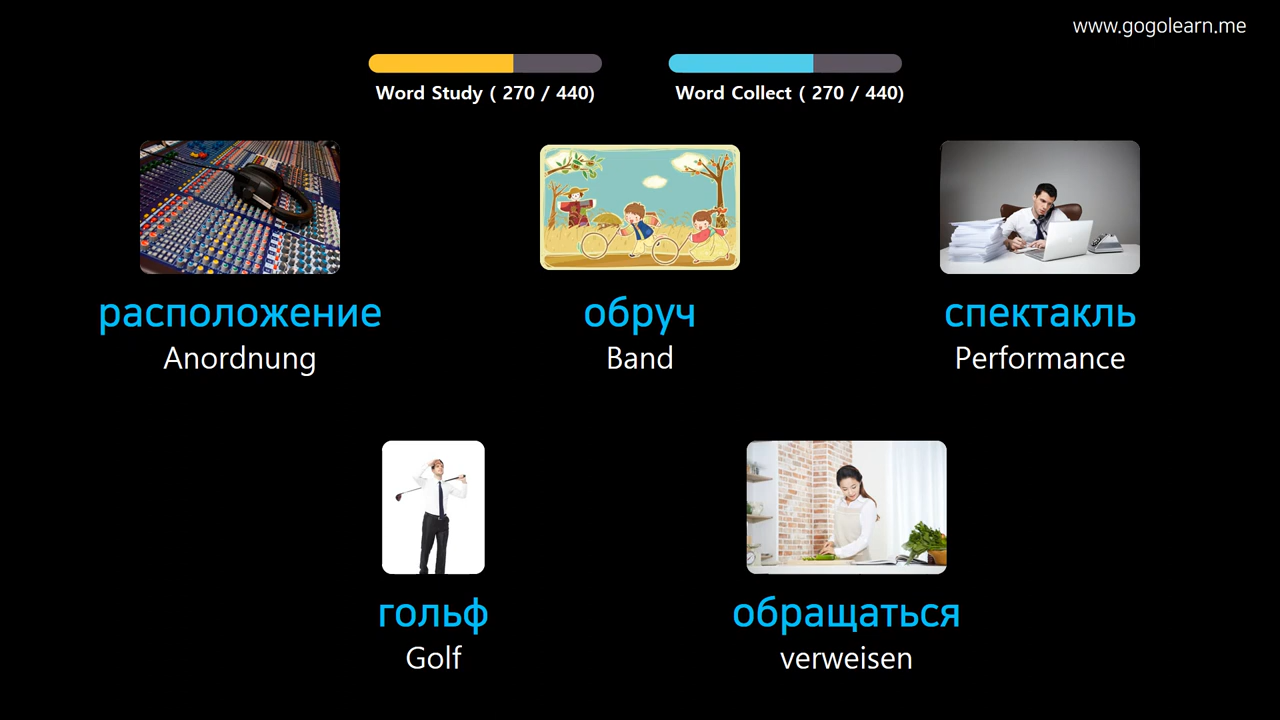 www.gogolearn.me
Word Study ( 270 / 440)
Word Collect ( 270 / 440)
расположение
Anordnung
обруч
Band
спектакль
Performance
гольф
Golf
обращаться
verweisen